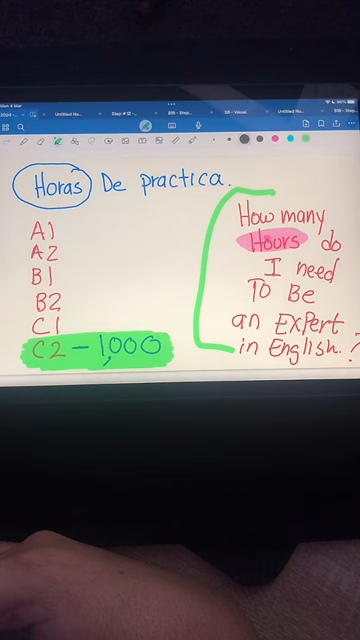 Horas De practica.
A1
A2
B1
B2
C1
C2 - 1,000
How many
Hours do
I need
To Be
an Expert
in English.?